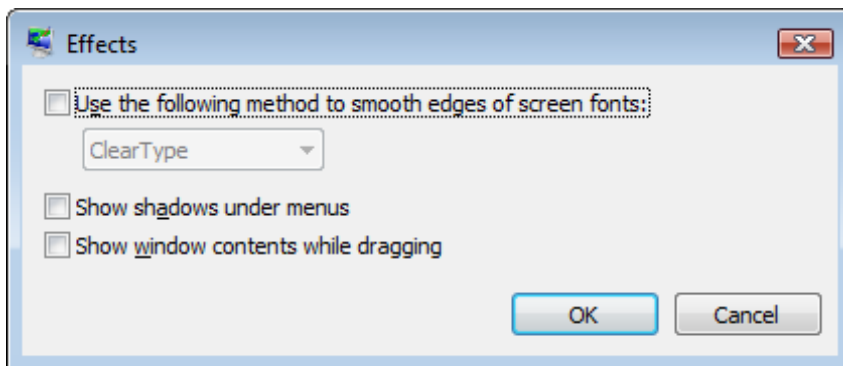 Effects
Use the following method to smooth edges of screen fonts:
ClearType
Show shadows under menus
Show window contents while dragging
OK Cancel